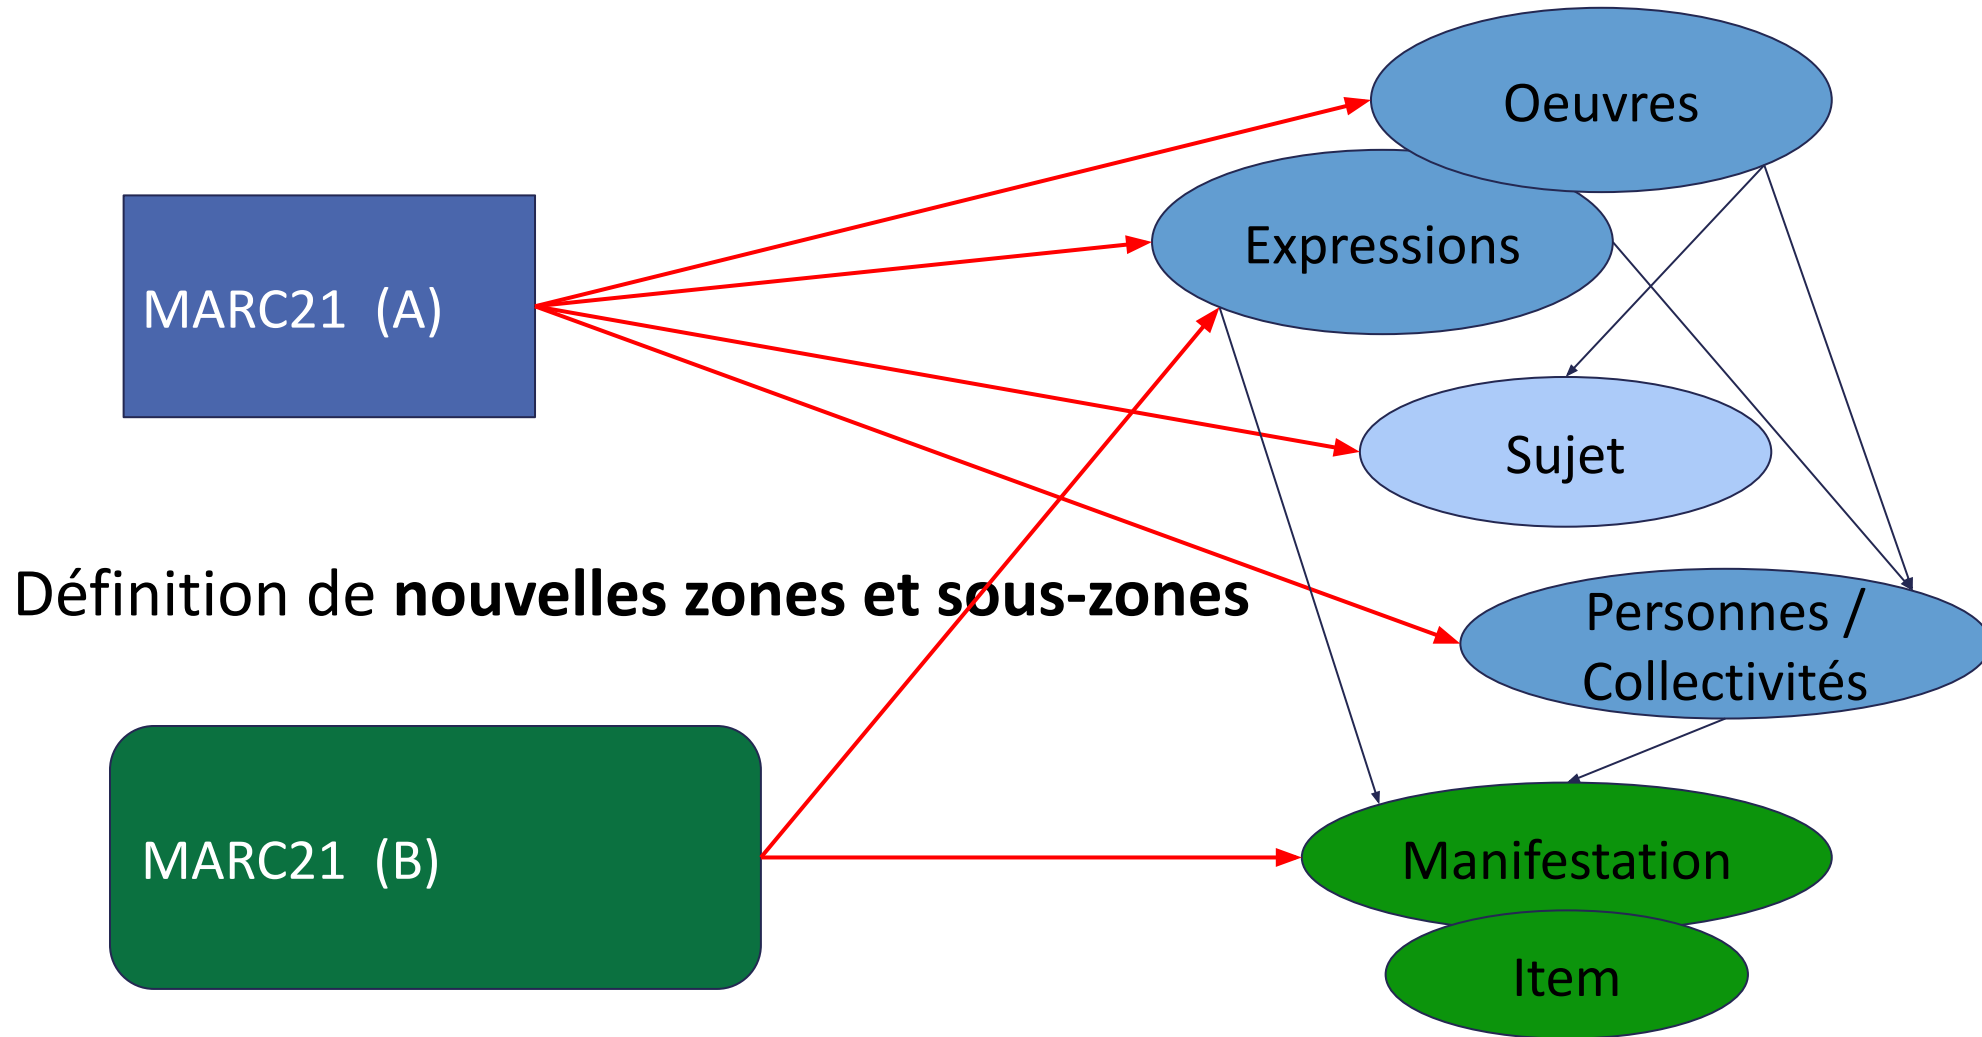 Oeuvres
Expressions
MARC21 (A)
Sujet
Définition de nouvelles zones et sous-zones
Personnes /
Collectivités
MARC21 (B)
Manifestation
Item